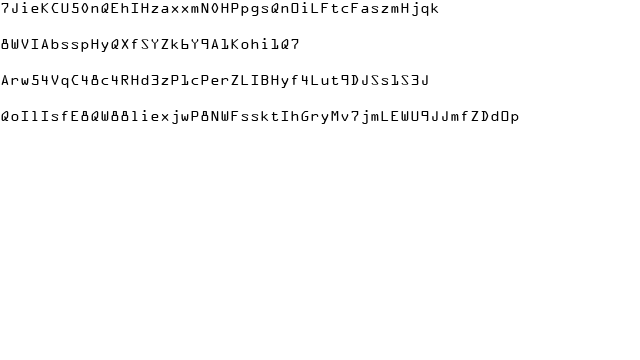 7JieKCU50nQEhIHzaxxmN0HPpgsQnOiLFtcFaszmHjqk
8WVIAbsspHyQXfSYZk6Y9A1Kohi1Q7
Arw54VqC48c4RHd3zP1cPerZLIBHyf4Lut9DJSs1S3J
QoIlIsfE8QW88liexjwP8NWFssktIhGryMv7jmLEWU9JJmfZDdOp